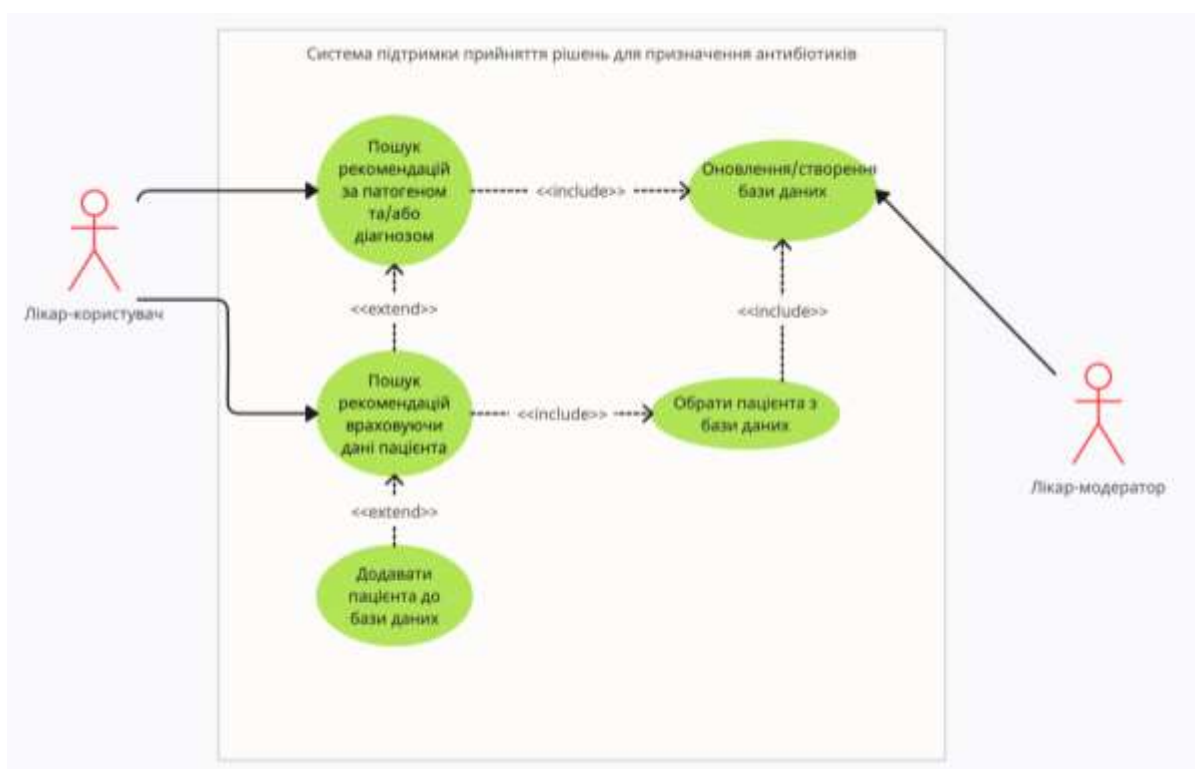 Система підтримки прийняття рішень для призначення антибіотиків
Пошук
рекомендацій
за патогеном
та/або
діагнозом
<<include>>
Оновлення/створенн
бази даних
Лікар-користувач
<<extend>>
<<include>>
Пошук
рекомендацій
враховуючи
дані пацієнта
<<include>>
Обрати пацієнта з
бази даних
Лікар-модератор
<<extend>>
Додавати
пацієнта до
бази даних